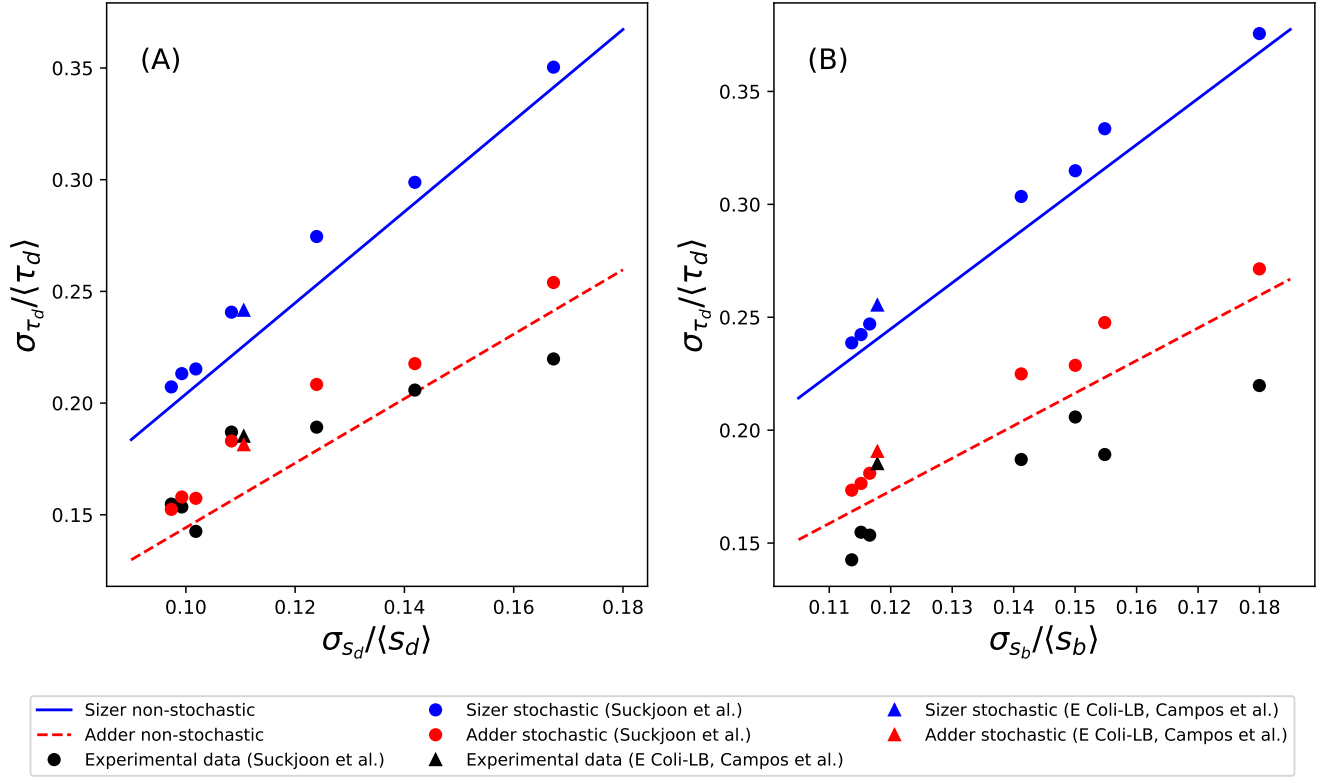 (A)
0.35
0.30
0.25
0.20
0.15
σ_{τ_d}/⟨τ_d⟩
0.10 0.12 0.14 0.16 0.18
σ_{s_d}/⟨s_d⟩
(B)
0.35
0.30
0.25
0.20
0.15
σ_{τ_d}/⟨τ_d⟩
0.11 0.12 0.13 0.14 0.15 0.16 0.17 0.18
σ_{s_b}/⟨s_b⟩
Sizer non-stochastic
Adder non-stochastic
Experimental data (Suckjoon et al.)
Sizer stochastic (Suckjoon et al.)
Adder stochastic (Suckjoon et al.)
Experimental data (E Coli-LB, Campos et al.)
Sizer stochastic (E Coli-LB, Campos et al.)
Adder stochastic (E Coli-LB, Campos et al.)